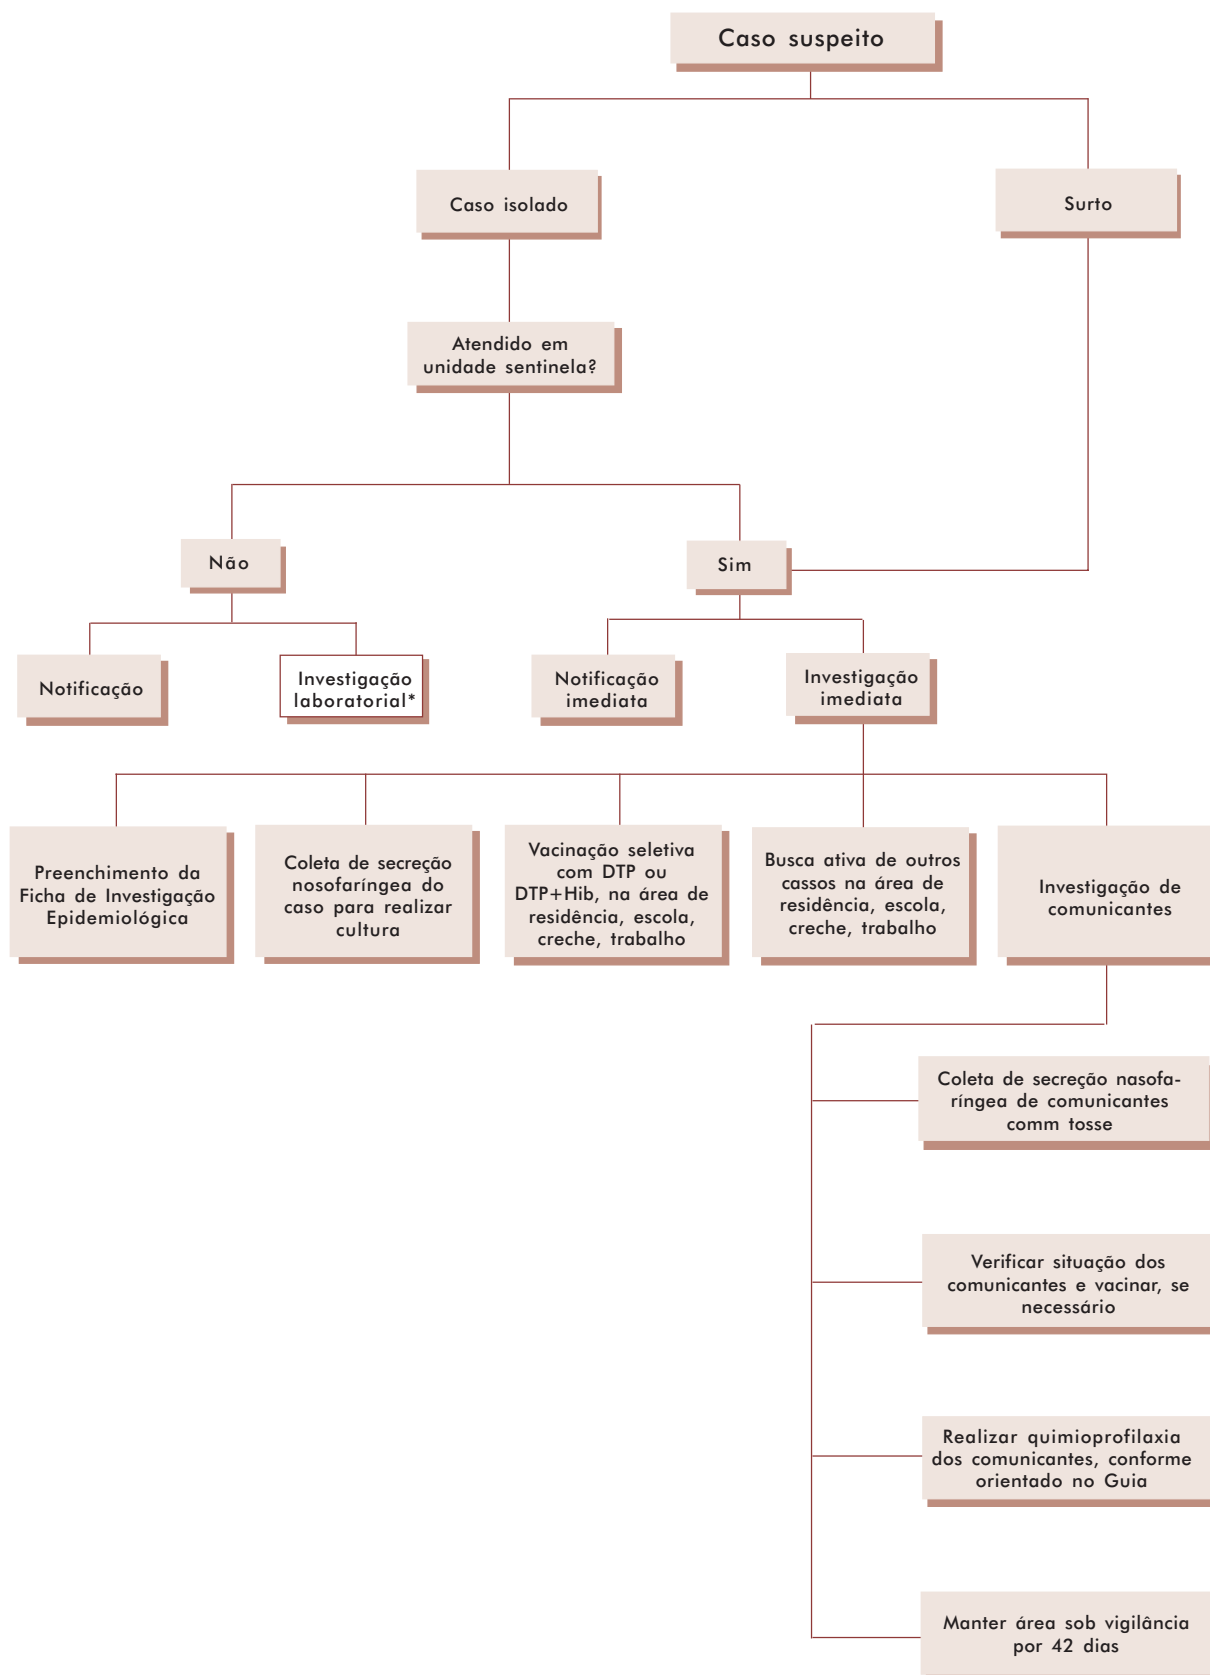 Caso suspeito
Caso isolado
Surto
Atendido em
unidade sentinela?
Não
Sim
Notificação
Investigação
laboratorial*
Notificação
imediata
Investigação
imediata
Preenchimento da
Ficha de Investigação
Epidemiológica
Coleta de secreção
nosofaríngea do
caso para realizar
cultura
Vacinação seletiva
com DTP ou
DTP+Hib, na área de
residência, escola,
creche, trabalho
Busca ativa de outros
cassos na área de
residência, escola,
creche, trabalho
Investigação de
comunicantes
Coleta de secreção nasofa-
ríngea de comunicantes
comm tosse
Verificar situação dos
comunicantes e vacinar, se
necessário
Realizar quimioprofilaxia
dos comunicantes, conforme
orientado no Guia
Manter área sob vigilância
por 42 dias